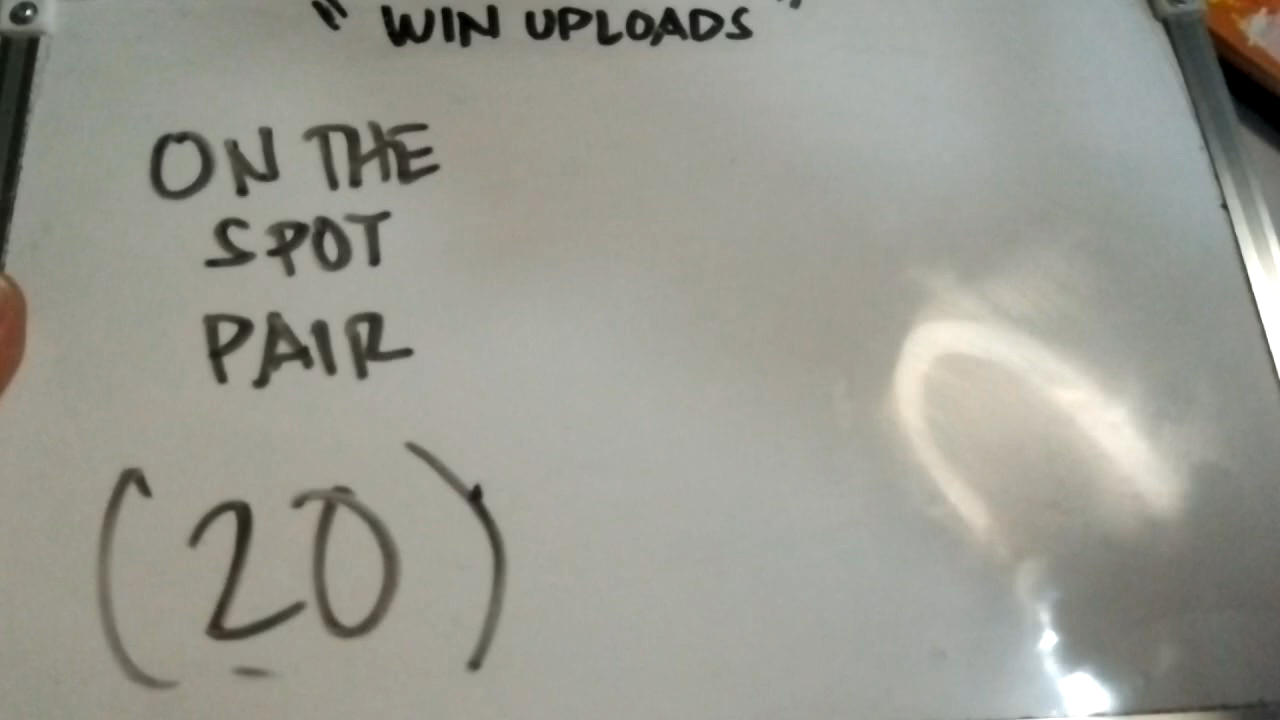 " WIN UPLOADS "
ON THE
SPOT
PAIR
(20)